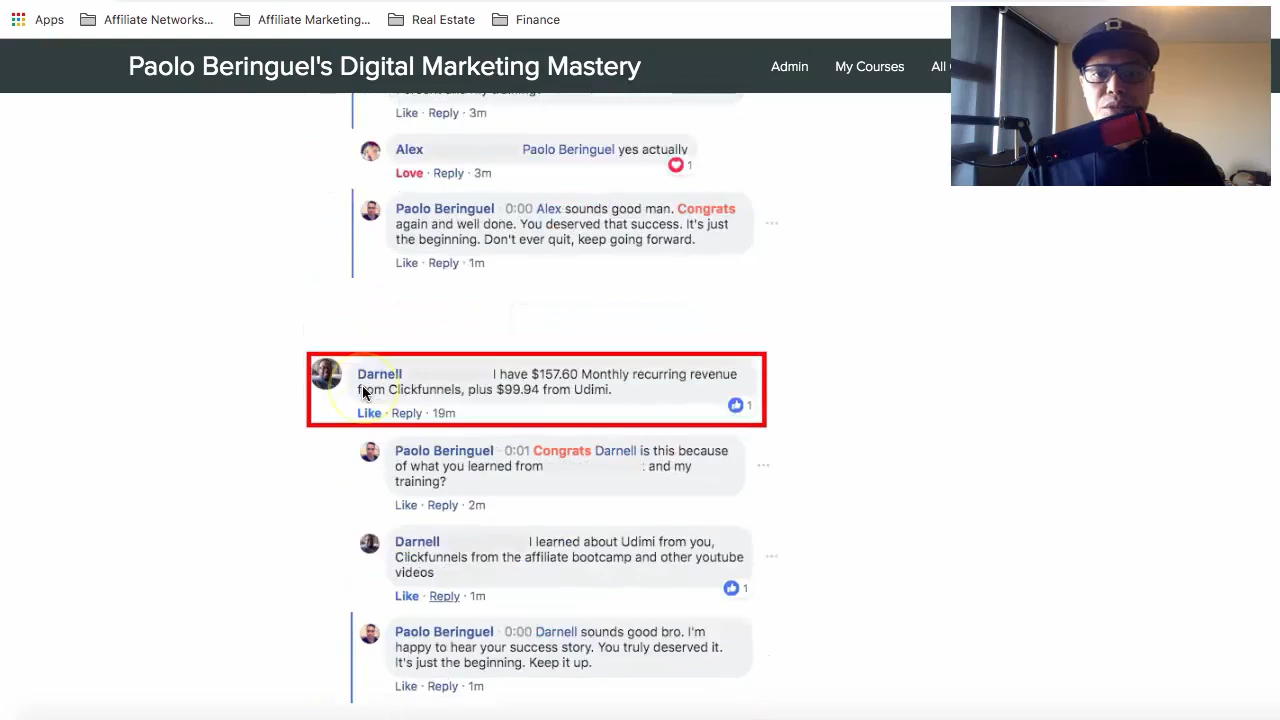 Apps
Affiliate Networks...
Affiliate Marketing...
Real Estate
Finance
Paolo Beringuel's Digital Marketing Mastery
Admin
My Courses
All
Like · Reply · 3m
Alex Paolo Beringuel yes actually
1
Love · Reply · 3m
Paolo Beringuel · 0:00 Alex sounds good man. Congrats
again and well done. You deserved that success. It's just
the beginning. Don't ever quit, keep going forward.
Like · Reply · 1m
Darnell I have $157.60 Monthly recurring revenue
from Clickfunnels, plus $99.94 from Udimi.
1
Like · Reply · 19m
Paolo Beringuel · 0:01 Congrats Darnell is this because
of what you learned from and my
training?
Like · Reply · 2m
Darnell I learned about Udimi from you,
Clickfunnels from the affiliate bootcamp and other youtube
videos
1
Like · Reply · 1m
Paolo Beringuel · 0:00 Darnell sounds good bro. I'm
happy to hear your success story. You truly deserved it.
It's just the beginning. Keep it up.
Like · Reply · 1m